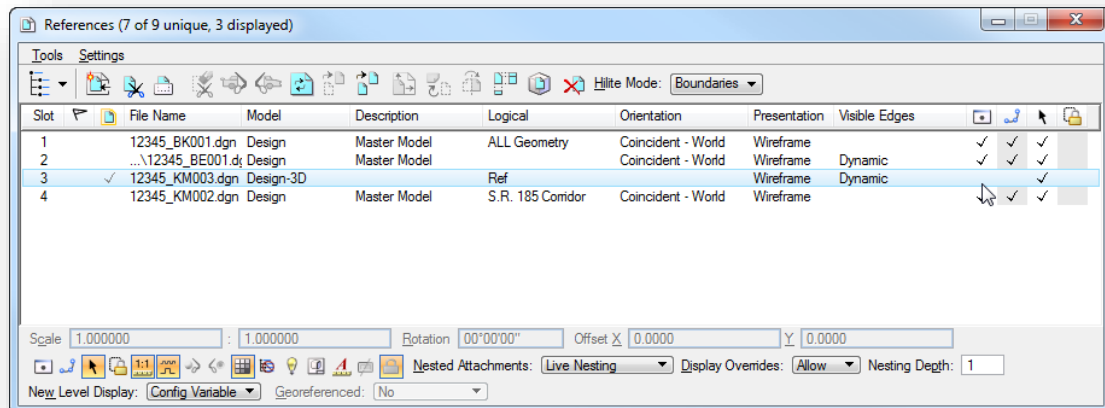 References (7 of 9 unique, 3 displayed)
Tools Settings
Hilite Mode: Boundaries
Slot File Name Model Description Logical Orientation Presentation Visible Edges
1 12345_BK001.dgn Design Master Model ALL Geometry Coincident - World Wireframe
2 ...\12345_BE001.d Design Master Model Coincident - World Wireframe Dynamic
3 12345_KM003.dgn Design-3D Ref Wireframe Dynamic
4 12345_KM002.dgn Design Master Model S.R. 185 Corridor Coincident - World Wireframe
Scale 1.000000 : 1.000000 Rotation 00°00'00" Offset X 0.0000 Y 0.0000
1:1 Nested Attachments: Live Nesting Display Overrides: Allow Nesting Depth: 1
New Level Display: Config Variable Georeferenced: No